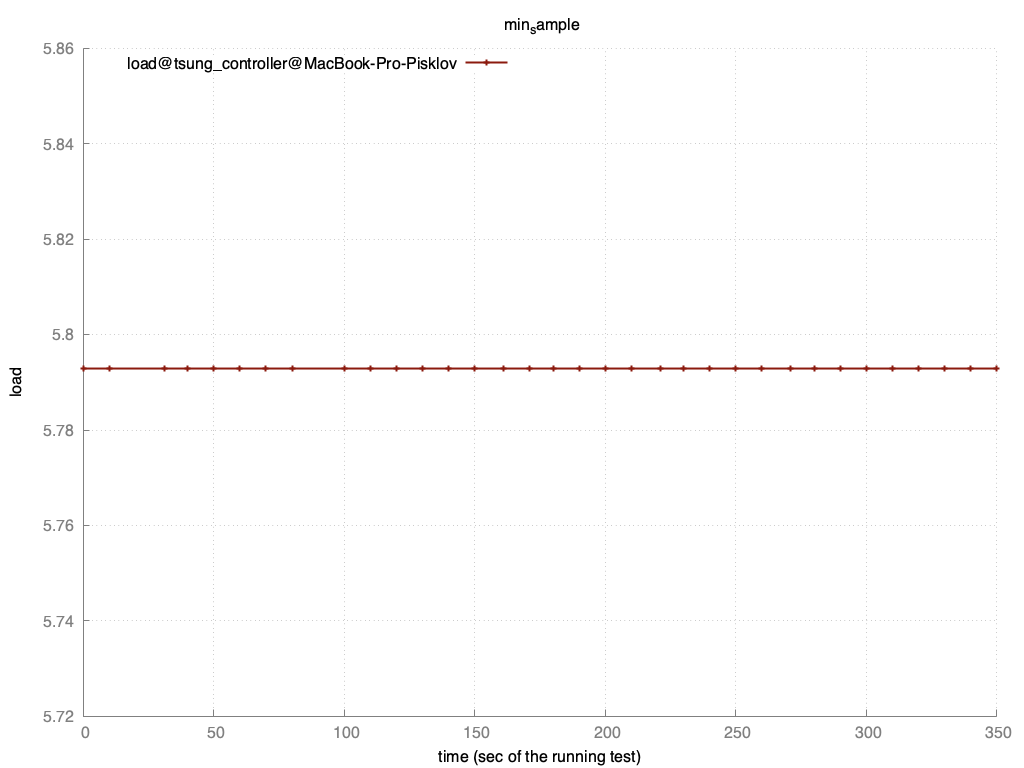 min_sample
5.86
load@tsung_controller@MacBook-Pro-Pisklov
5.84
5.82
5.8
load
5.78
5.76
5.74
5.72
0 50 100 150 200 250 300 350
time (sec of the running test)